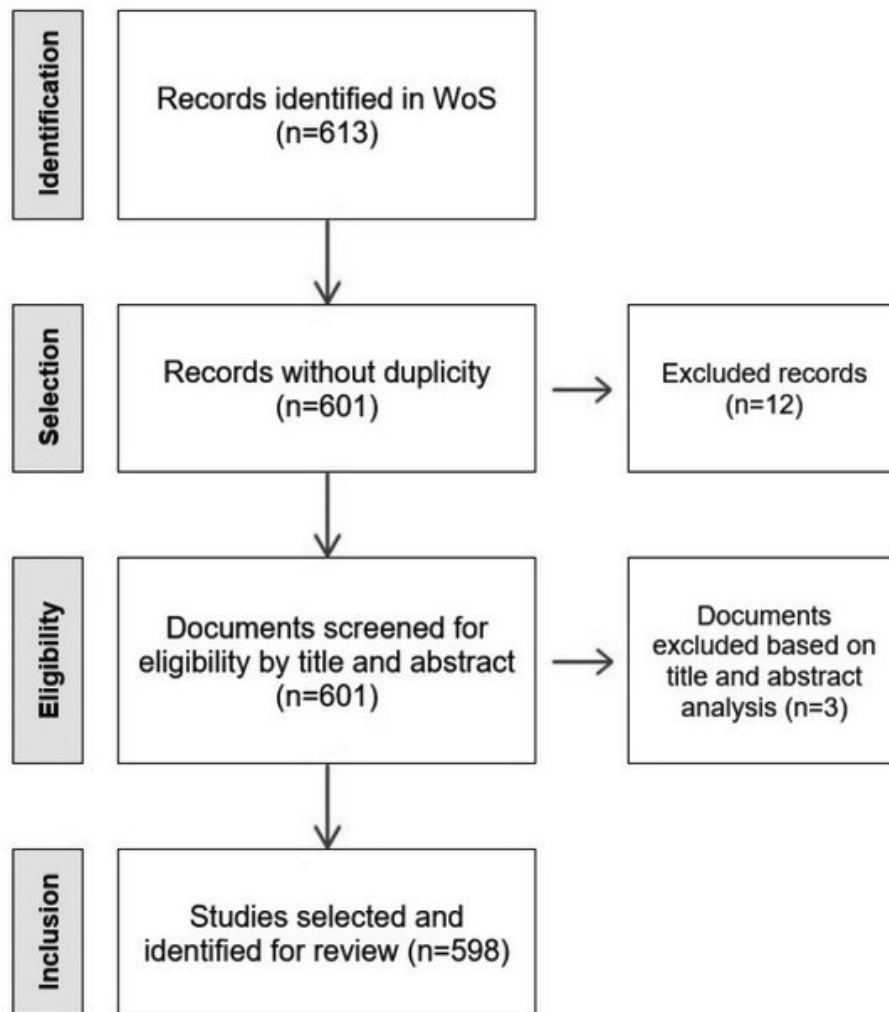 Identification
Records identified in WoS
(n=613)
Selection
Records without duplicity
(n=601)
Excluded records
(n=12)
Eligibility
Documents screened for
eligibility by title and abstract
(n=601)
Documents
excluded based on
title and abstract
analysis (n=3)
Inclusion
Studies selected and
identified for review (n=598)